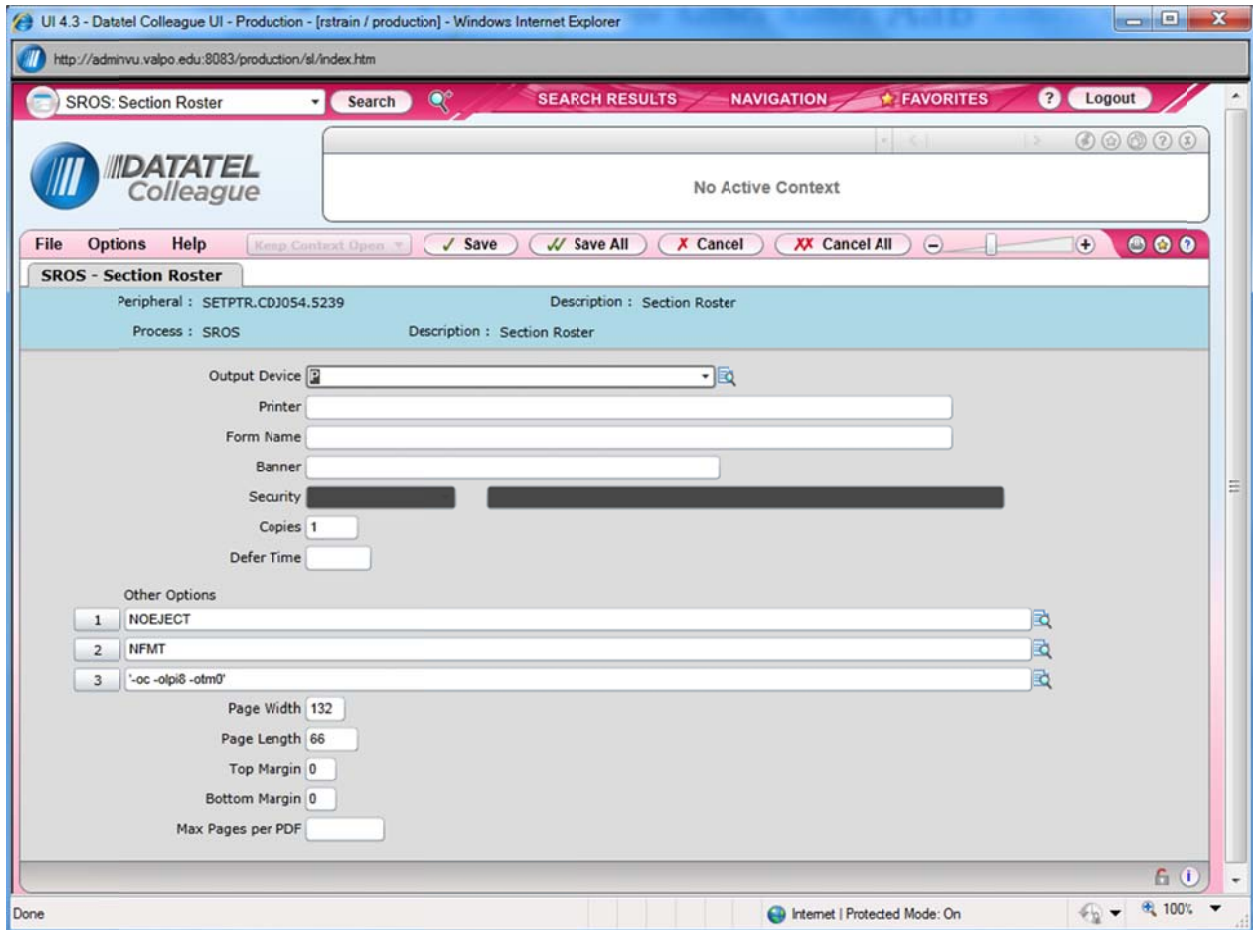 UI 4.3 - Datatel Colleague UI - Production - [rstrain / production] - Windows Internet Explorer
http://adminvu.valpo.edu:8083/production/sl/index.htm
SROS: Section Roster Search SEARCH RESULTS NAVIGATION FAVORITES ? Logout
DATATEL
Colleague
No Active Context
File Options Help Keep Context Open Save Save All Cancel Cancel All
SROS - Section Roster
Peripheral : SETPTR.CDJ054.5239 Description : Section Roster
Process : SROS Description : Section Roster
Output Device P
Printer
Form Name
Banner
Security
Copies 1
Defer Time
Other Options
1 NOEJECT
2 NFMT
3 '-oc -olpi8 -otm0'
Page Width 132
Page Length 66
Top Margin 0
Bottom Margin 0
Max Pages per PDF
Done Internet | Protected Mode: On 100%